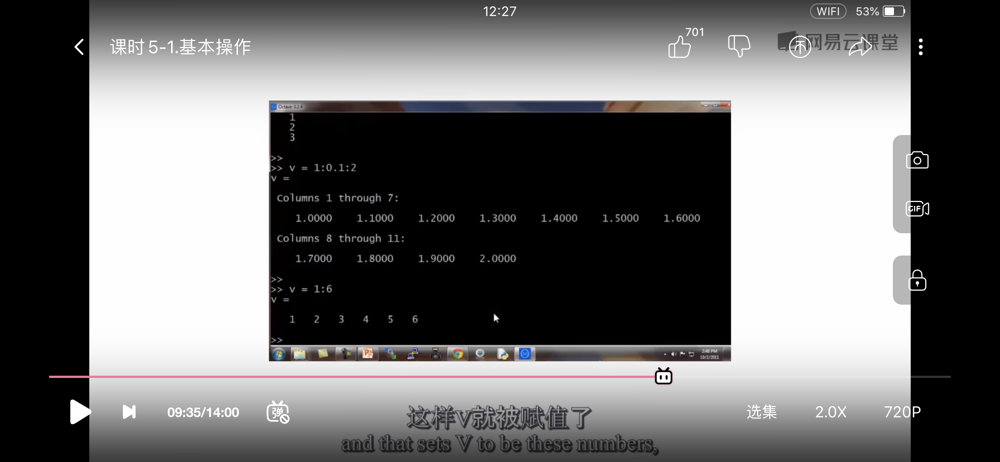 12:27
WIFI 53%
701
网易云课堂
课时5-1.基本操作
Octave-3.2.4
1
2
3
>>
>> v = 1:0.1:2
v =
Columns 1 through 7:
1.0000 1.1000 1.2000 1.3000 1.4000 1.5000 1.6000
Columns 8 through 11:
1.7000 1.8000 1.9000 2.0000
>>
>> v = 1:6
v =
1 2 3 4 5 6
>>
GIF
2:48 PM
10/2/2011
09:35/14:00
弹
选集 2.0X 720P
这样V就被赋值了
and that sets V to be these numbers,